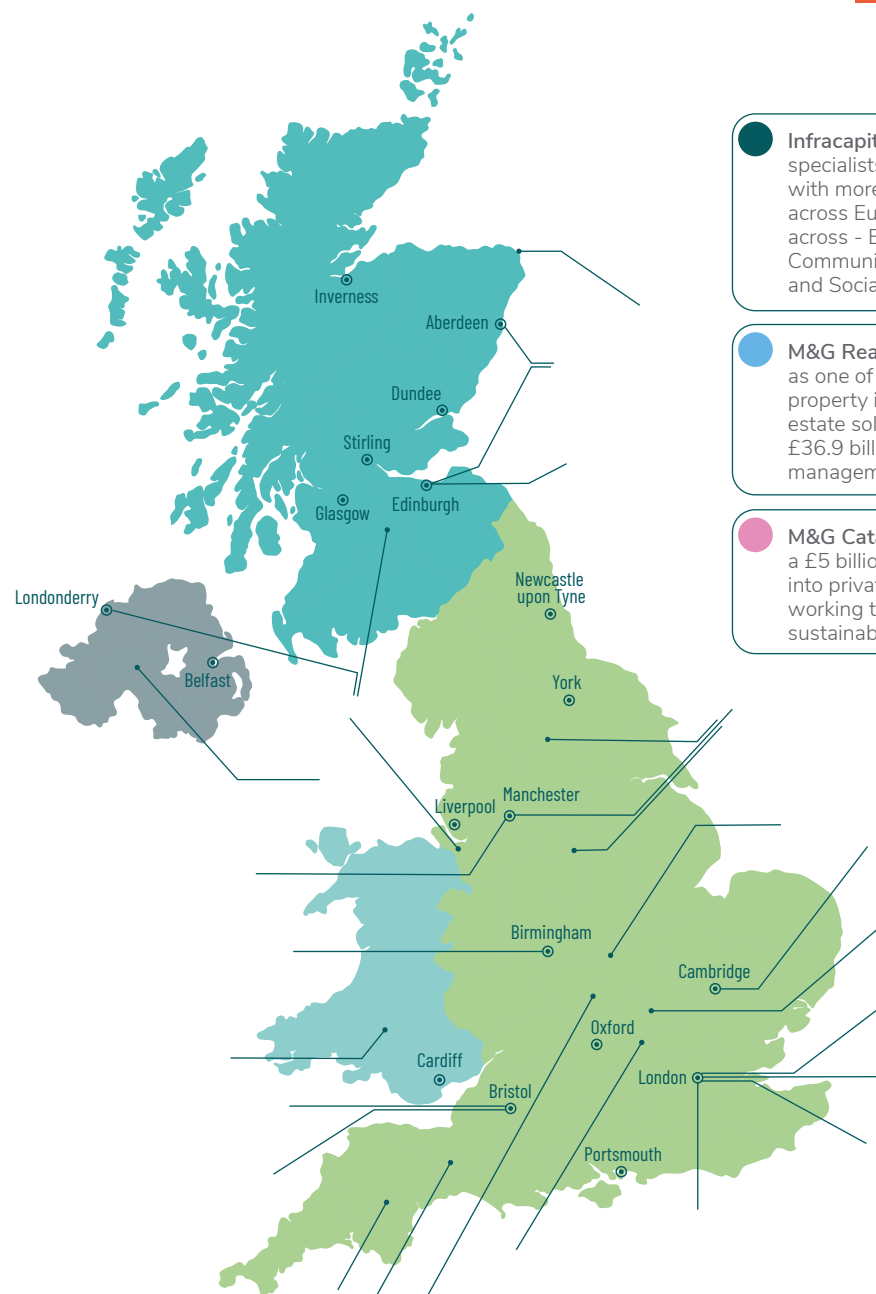 Inverness
Aberdeen
Dundee
Stirling
Glasgow
Edinburgh
Londonderry
Belfast
Newcastle
upon Tyne
York
Manchester
Liverpool
Birmingham
Cambridge
Oxford
Cardiff
London
Bristol
Portsmouth
Infracapit
specialists
with more
across Eu
across - E
Communi
and Socia
M&G Rea
as one of
property i
estate sol
£36.9 bill
managem
M&G Cata
a £5 billio
into privat
working t
sustainab